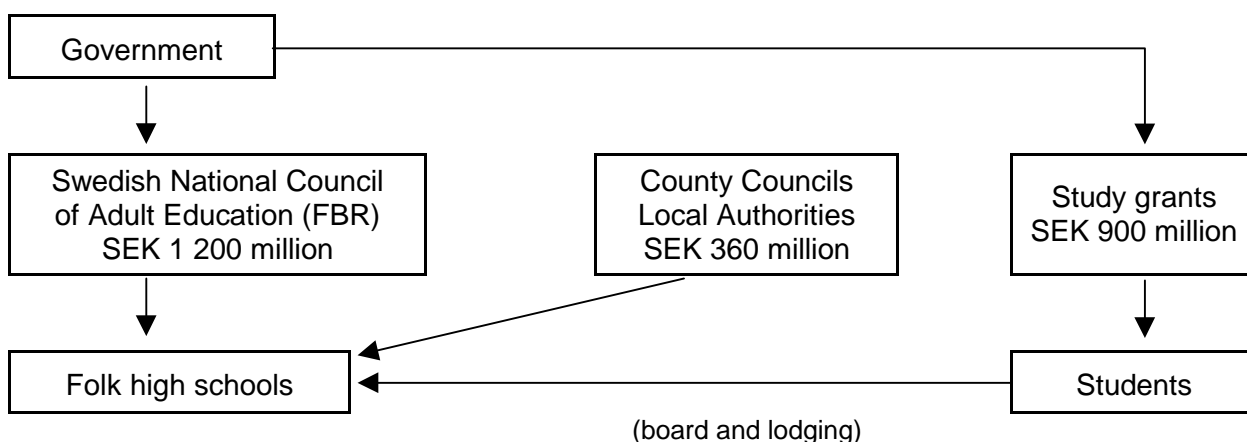 Government
Swedish National Council
of Adult Education (FBR)
SEK 1 200 million
County Councils
Local Authorities
SEK 360 million
Study grants
SEK 900 million
Folk high schools
Students
(board and lodging)